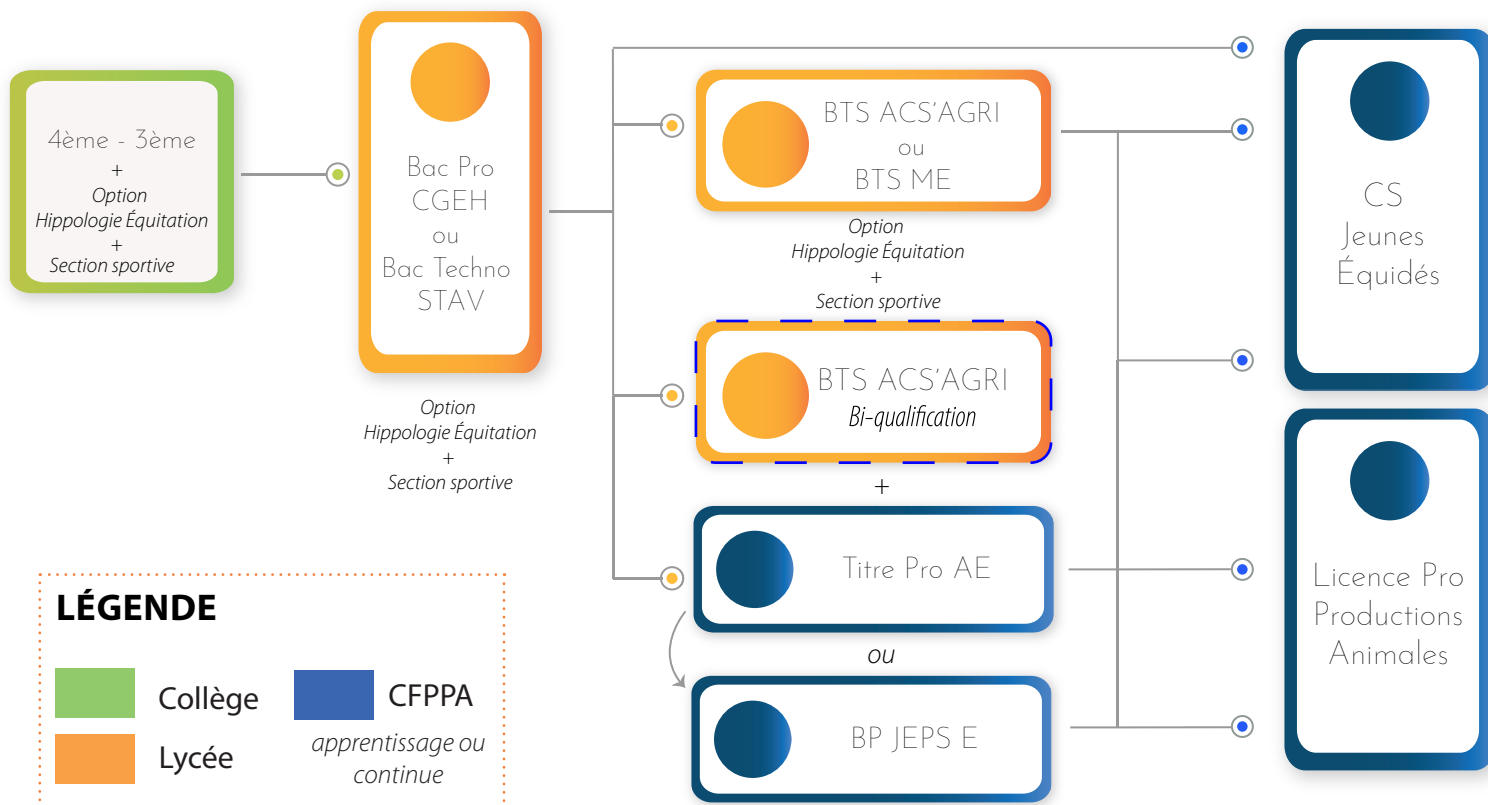 4ème - 3ème
+
Option
Hippologie Équitation
+
Section sportive
Bac Pro
CGEH
ou
Bac Techno
STAV
Option
Hippologie Équitation
+
Section sportive
BTS ACS'AGRI
ou
BTS ME
Option
Hippologie Équitation
+
Section sportive
BTS ACS'AGRI
Bi-qualification
+
Titre Pro AE
ou
BP JEPS E
CS
Jeunes
Équidés
Licence Pro
Productions
Animales
LÉGENDE
Collège
Lycée
CFPPA
apprentissage ou
continue